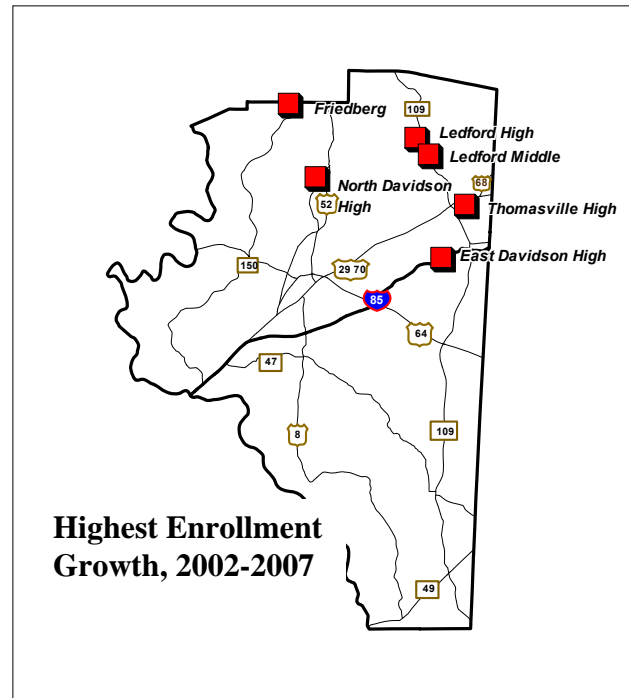 109
Friedberg
Ledford High
Ledford Middle
68
North Davidson
High
52
Thomasville High
East Davidson High
150
29 70
85
64
47
8
109
Highest Enrollment
Growth, 2002-2007
49